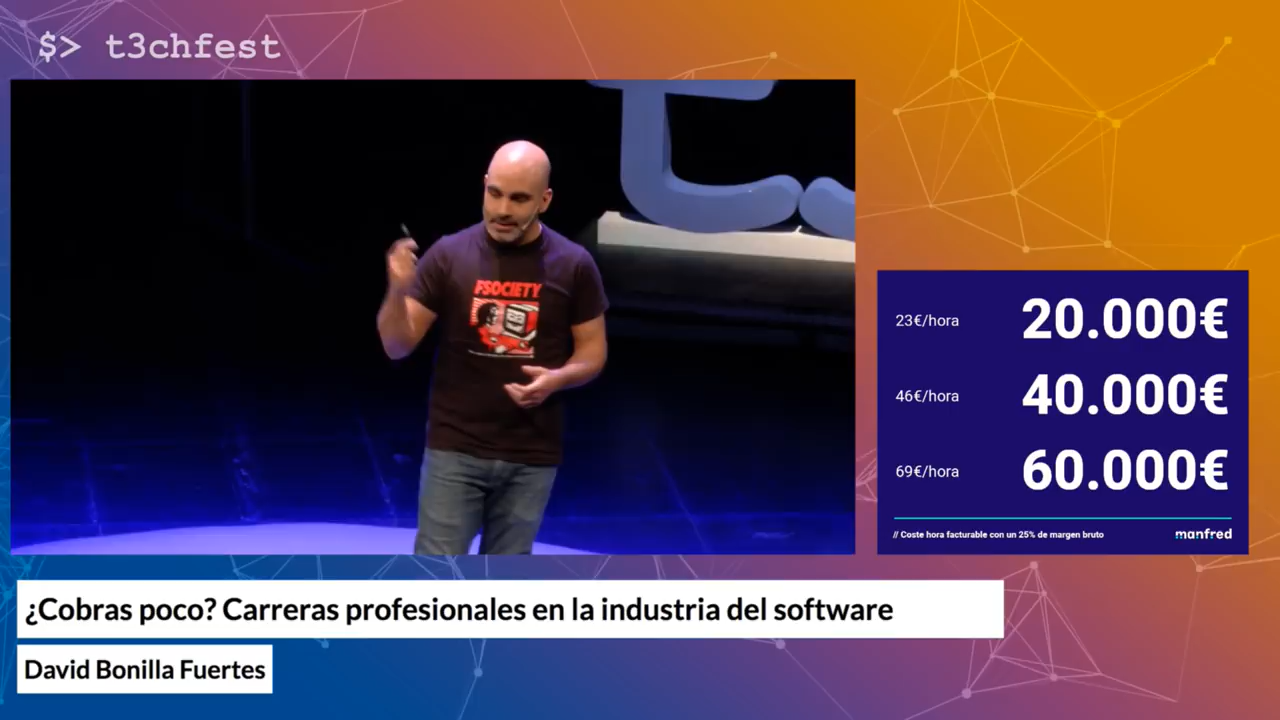 $> t3chfest
FSOCIETY
23€/hora
20.000€
46€/hora
40.000€
69€/hora
60.000€
// Coste hora facturable con un 25% de margen bruto
manfred
¿Cobras poco? Carreras profesionales en la industria del software
David Bonilla Fuertes